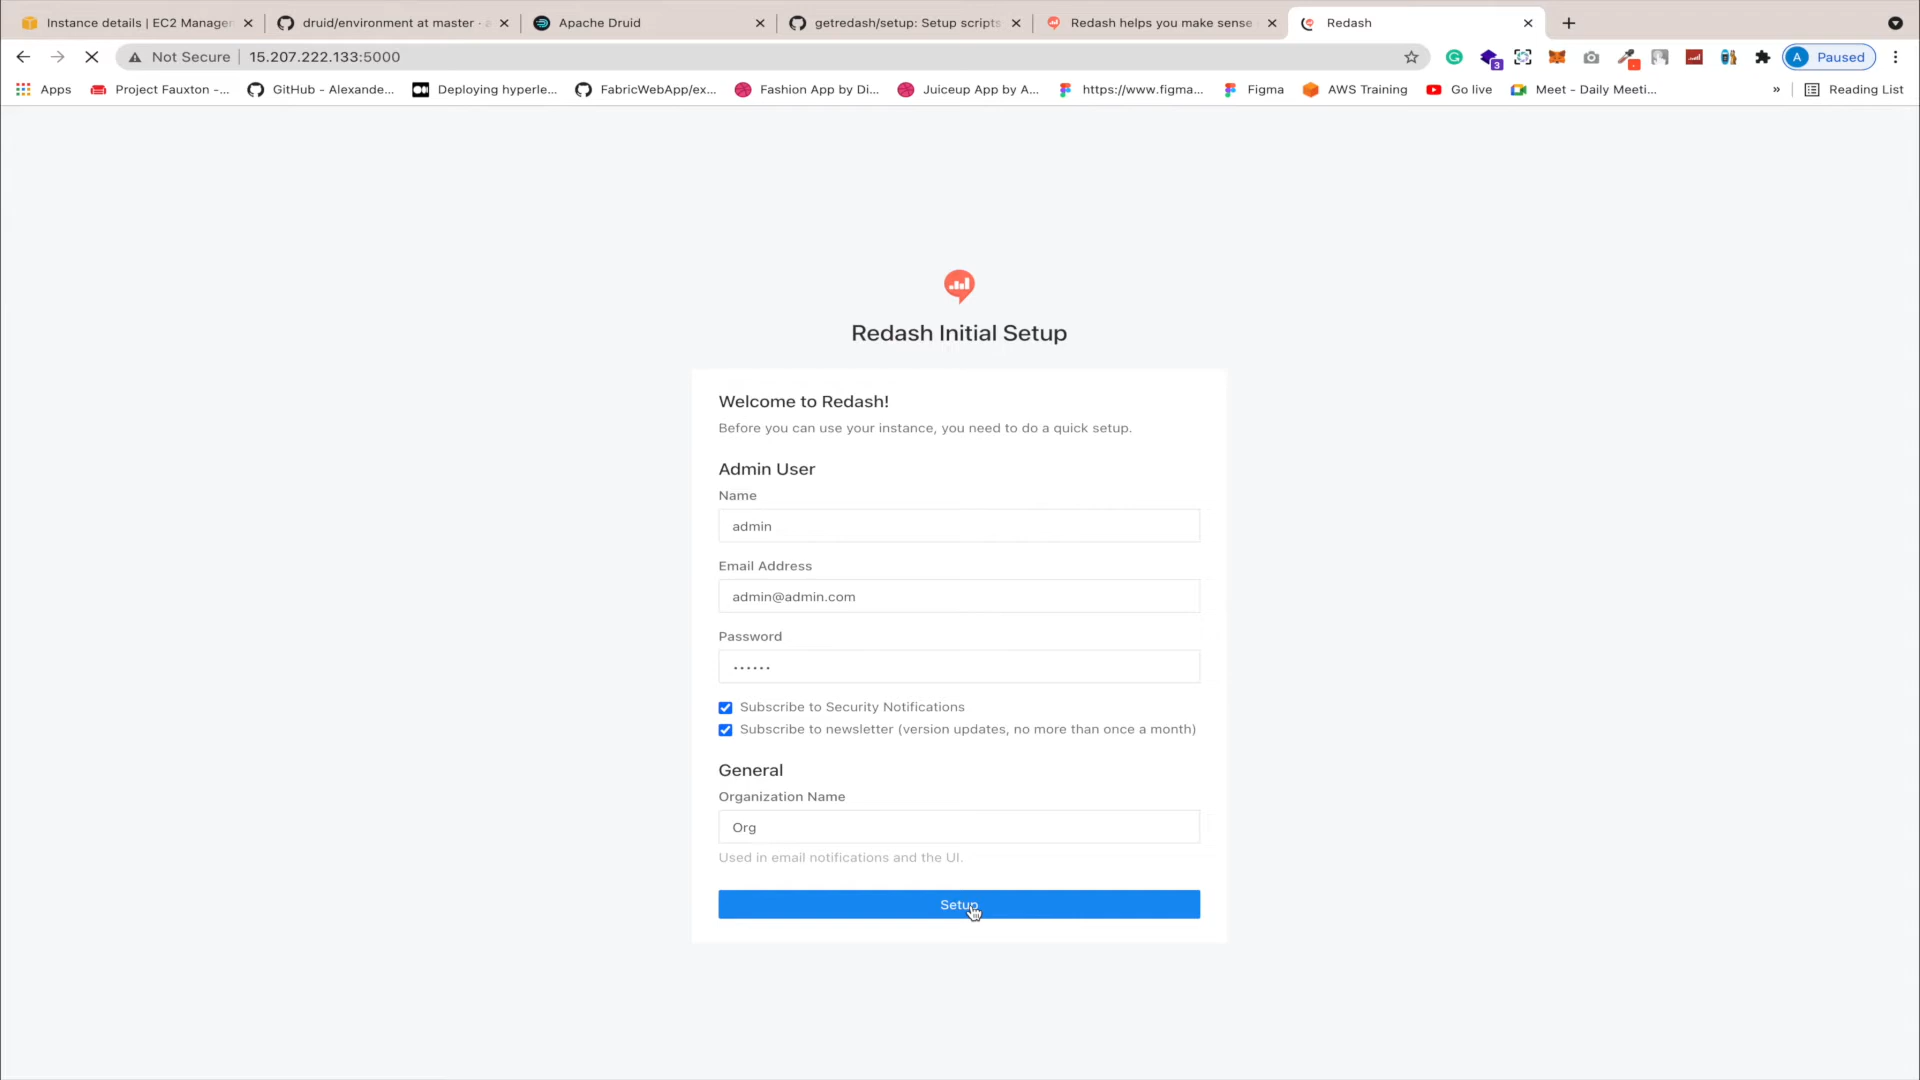 Instance details | EC2 Manager
druid/environment at master ·
Apache Druid
getredash/setup: Setup scripts
Redash helps you make sense
Redash
Not Secure
15.207.222.133:5000
3
A Paused
Apps
Project Fauxton -...
GitHub - Alexande...
Deploying hyperle...
FabricWebApp/ex...
Fashion App by Di...
Juiceup App by A...
https://www.figma...
Figma
AWS Training
Go live
Meet - Daily Meeti...
»
Reading List
Redash Initial Setup
Welcome to Redash!
Before you can use your instance, you need to do a quick setup.
Admin User
Name
admin
Email Address
admin@admin.com
Password
••••••
Subscribe to Security Notifications
Subscribe to newsletter (version updates, no more than once a month)
General
Organization Name
Org
Used in email notifications and the UI.
Setup